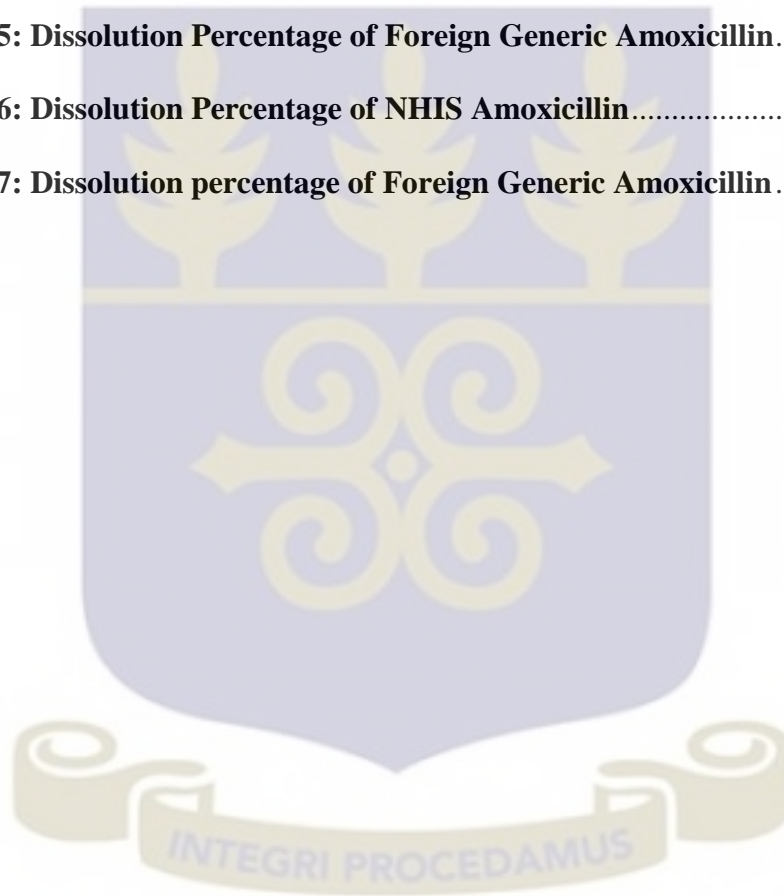 5: Dissolution Percentage of Foreign Generic Amoxicillin.
6: Dissolution Percentage of NHIS Amoxicillin...................
7: Dissolution percentage of Foreign Generic Amoxicillin.
INTEGRI PROCEDAMUS